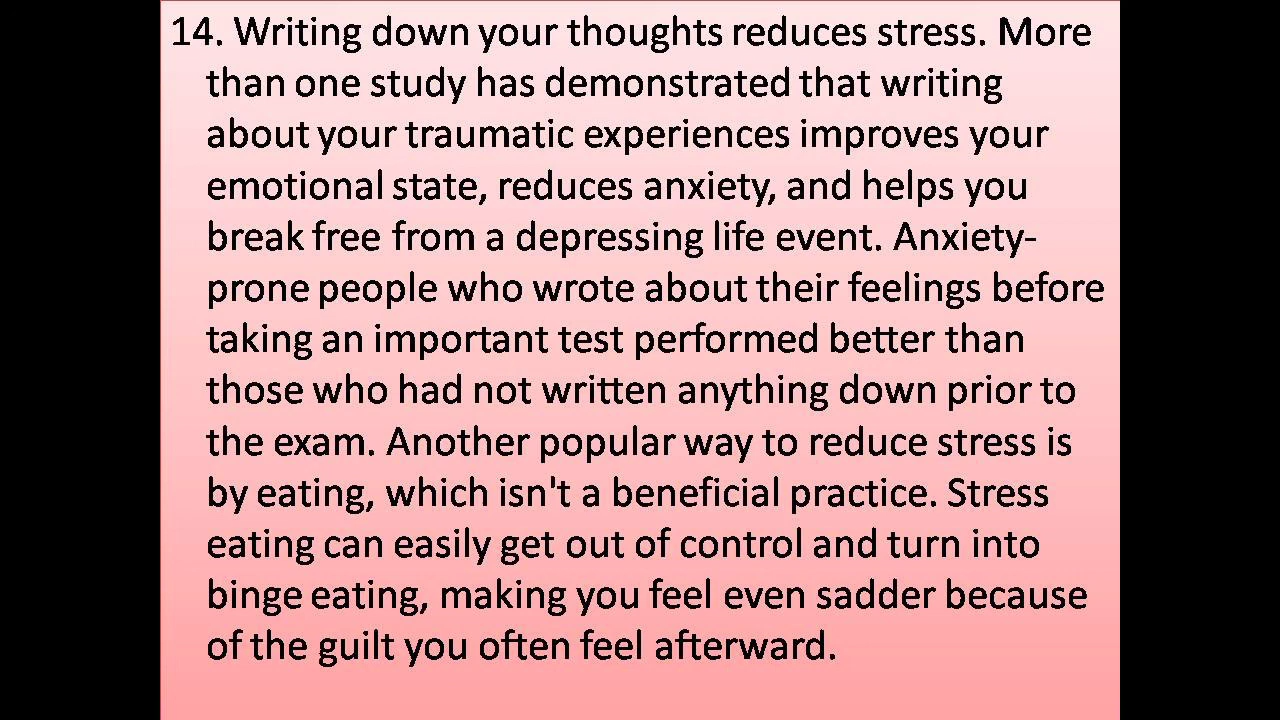 14. Writing down your thoughts reduces stress. More
than one study has demonstrated that writing
about your traumatic experiences improves your
emotional state, reduces anxiety, and helps you
break free from a depressing life event. Anxiety-
prone people who wrote about their feelings before
taking an important test performed better than
those who had not written anything down prior to
the exam. Another popular way to reduce stress is
by eating, which isn't a beneficial practice. Stress
eating can easily get out of control and turn into
binge eating, making you feel even sadder because
of the guilt you often feel afterward.